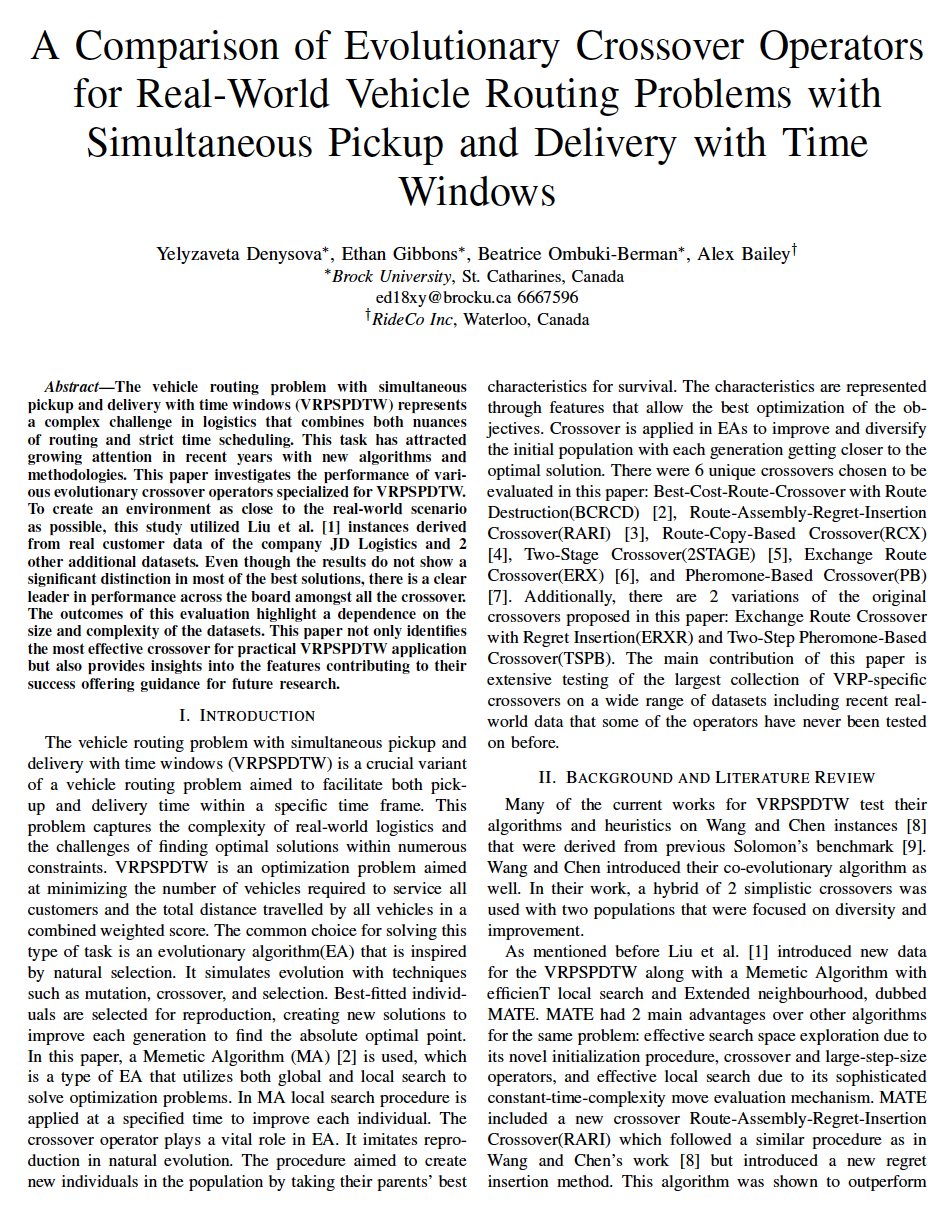 A Comparison of Evolutionary Crossover Operators
for Real-World Vehicle Routing Problems with
Simultaneous Pickup and Delivery with Time
Windows
Yelyzaveta Denysova*, Ethan Gibbons*, Beatrice Ombuki-Berman*, Alex Bailey†
*Brock University, St. Catharines, Canada
ed18xy@brocku.ca 6667596
†RideCo Inc, Waterloo, Canada
Abstract—The vehicle routing problem with simultaneous
pickup and delivery with time windows (VRPSPDTW) represents
a complex challenge in logistics that combines both nuances
of routing and strict time scheduling. This task has attracted
growing attention in recent years with new algorithms and
methodologies. This paper investigates the performance of vari-
ous evolutionary crossover operators specialized for VRPSPDTW.
To create an environment as close to the real-world scenario
as possible, this study utilized Liu et al. [1] instances derived
from real customer data of the company JD Logistics and 2
other additional datasets. Even though the results do not show a
significant distinction in most of the best solutions, there is a clear
leader in performance across the board amongst all the crossover.
The outcomes of this evaluation highlight a dependence on the
size and complexity of the datasets. This paper not only identifies
the most effective crossover for practical VRPSPDTW application
but also provides insights into the features contributing to their
success offering guidance for future research.
I. INTRODUCTION
The vehicle routing problem with simultaneous pickup and
delivery with time windows (VRPSPDTW) is a crucial variant
of a vehicle routing problem aimed to facilitate both pick-
up and delivery time within a specific time frame. This
problem captures the complexity of real-world logistics and
the challenges of finding optimal solutions within numerous
constraints. VRPSPDTW is an optimization problem aimed
at minimizing the number of vehicles required to service all
customers and the total distance travelled by all vehicles in a
combined weighted score. The common choice for solving this
type of task is an evolutionary algorithm(EA) that is inspired
by natural selection. It simulates evolution with techniques
such as mutation, crossover, and selection. Best-fitted individ-
uals are selected for reproduction, creating new solutions to
improve each generation to find the absolute optimal point.
In this paper, a Memetic Algorithm (MA) [2] is used, which
is a type of EA that utilizes both global and local search to
solve optimization problems. In MA local search procedure is
applied at a specified time to improve each individual. The
crossover operator plays a vital role in EA. It imitates repro-
duction in natural evolution. The procedure aimed to create
new individuals in the population by taking their parents' best
characteristics for survival. The characteristics are represented
through features that allow the best optimization of the ob-
jectives. Crossover is applied in EAs to improve and diversify
the initial population with each generation getting closer to the
optimal solution. There were 6 unique crossovers chosen to be
evaluated in this paper: Best-Cost-Route-Crossover with Route
Destruction(BCRCD) [2], Route-Assembly-Regret-Insertion
Crossover(RARI) [3], Route-Copy-Based Crossover(RCX)
[4], Two-Stage Crossover(2STAGE) [5], Exchange Route
Crossover(ERX) [6], and Pheromone-Based Crossover(PB)
[7]. Additionally, there are 2 variations of the original
crossovers proposed in this paper: Exchange Route Crossover
with Regret Insertion(ERXR) and Two-Step Pheromone-Based
Crossover(TSPB). The main contribution of this paper is
extensive testing of the largest collection of VRP-specific
crossovers on a wide range of datasets including recent real-
world data that some of the operators have never been tested
on before.
II. BACKGROUND AND LITERATURE REVIEW
Many of the current works for VRPSPDTW test their
algorithms and heuristics on Wang and Chen instances [8]
that were derived from previous Solomon's benchmark [9].
Wang and Chen introduced their co-evolutionary algorithm as
well. In their work, a hybrid of 2 simplistic crossovers was
used with two populations that were focused on diversity and
improvement.
As mentioned before Liu et al. [1] introduced new data
for the VRPSPDTW along with a Memetic Algorithm with
efficienT local search and Extended neighbourhood, dubbed
MATE. MATE had 2 main advantages over other algorithms
for the same problem: effective search space exploration due to
its novel initialization procedure, crossover and large-step-size
operators, and effective local search due to its sophisticated
constant-time-complexity move evaluation mechanism. MATE
included a new crossover Route-Assembly-Regret-Insertion
Crossover(RARI) which followed a similar procedure as in
Wang and Chen's work [8] but introduced a new regret
insertion method. This algorithm was shown to outperform